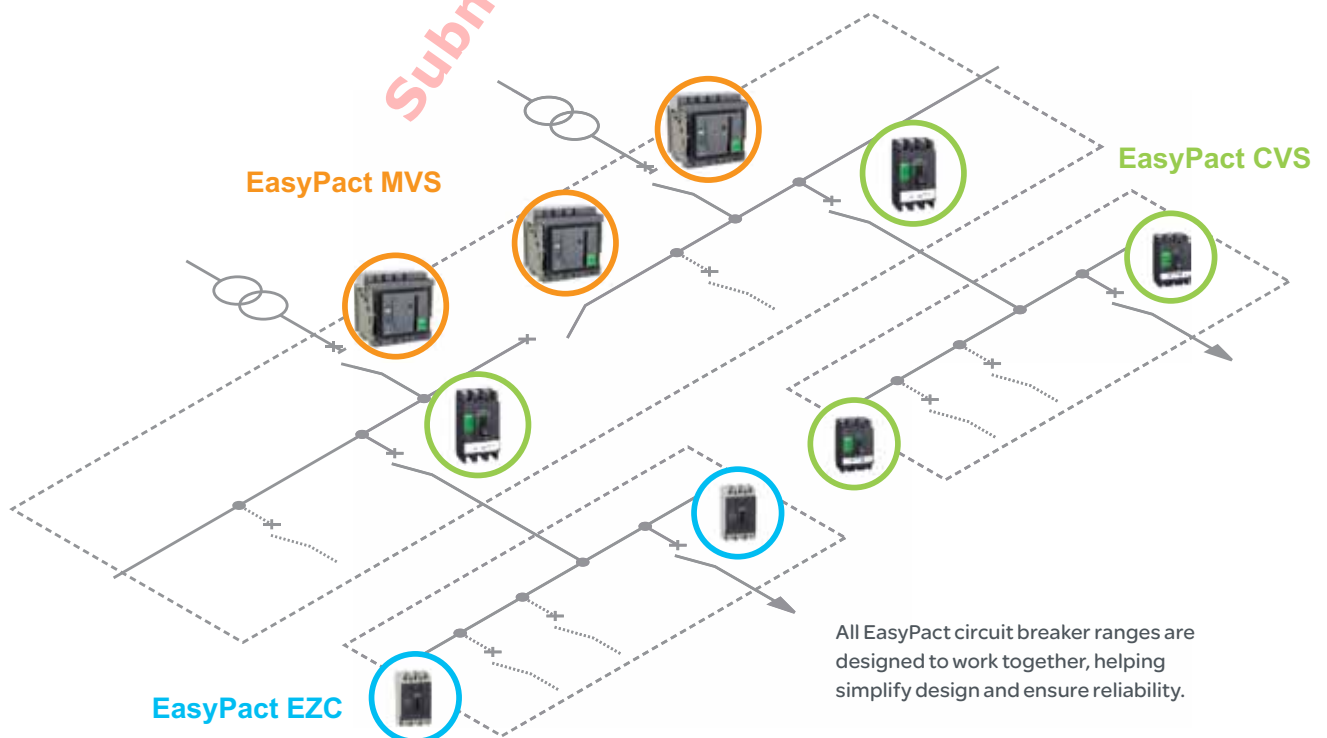 Subm
EasyPact MVS
EasyPact CVS
EasyPact EZC
All EasyPact circuit breaker ranges are
designed to work together, helping
simplify design and ensure reliability.